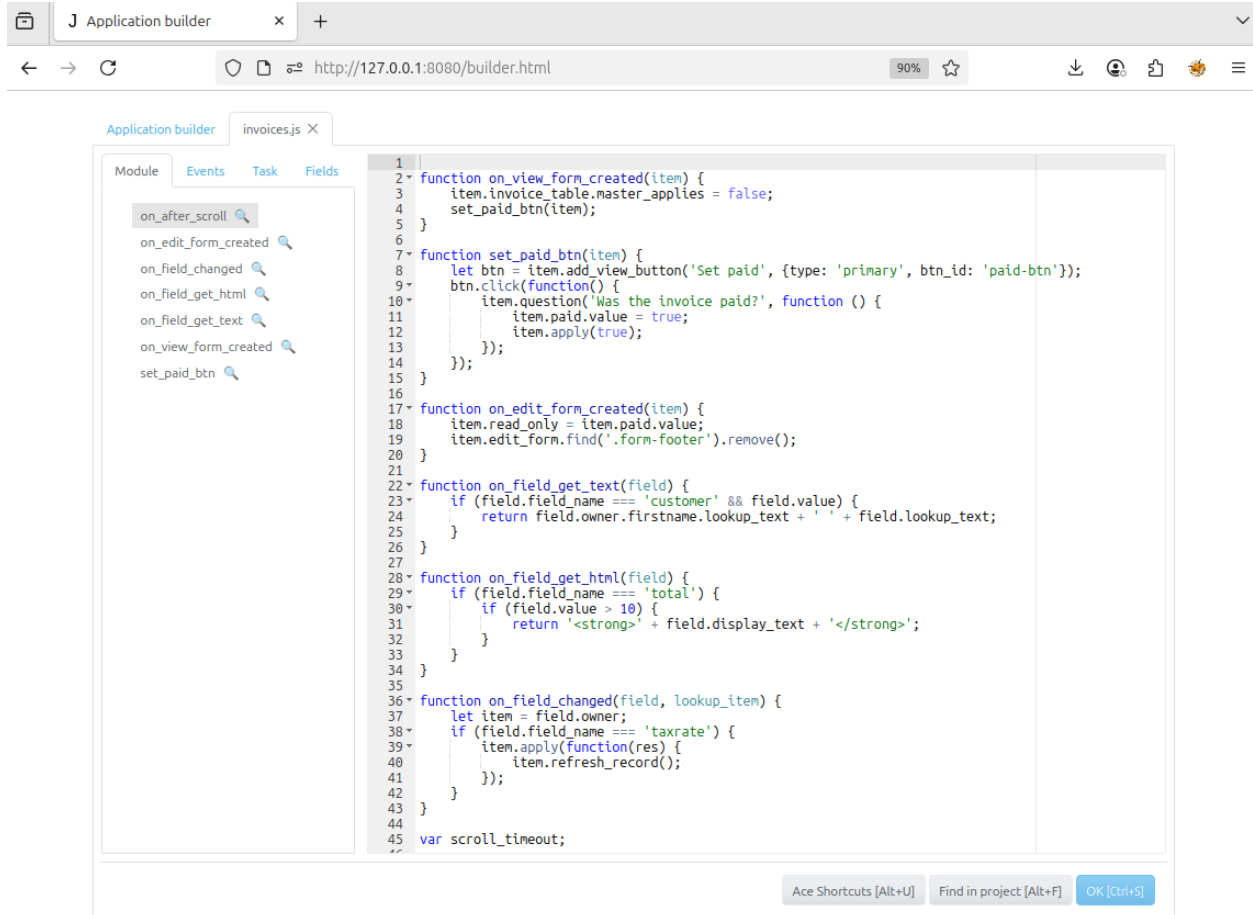 J Application builder × +
http://127.0.0.1:8080/builder.html 90%
Application builder invoices.js ×
Module Events Task Fields
on_after_scroll
on_edit_form_created
on_field_changed
on_field_get_html
on_field_get_text
on_view_form_created
set_paid_btn
1
2 function on_view_form_created(item) {
3     item.invoice_table.master_applies = false;
4     set_paid_btn(item);
5 }
6
7 function set_paid_btn(item) {
8     let btn = item.add_view_button('Set paid', {type: 'primary', btn_id: 'paid-btn'});
9     btn.click(function() {
10         item.question('Was the invoice paid?', function () {
11             item.paid.value = true;
12             item.apply(true);
13         });
14     });
15 }
16
17 function on_edit_form_created(item) {
18     item.read_only = item.paid.value;
19     item.edit_form.find('.form-footer').remove();
20 }
21
22 function on_field_get_text(field) {
23     if (field.field_name === 'customer' && field.value) {
24         return field.owner.firstname.lookup_text + ' ' + field.lookup_text;
25     }
26 }
27
28 function on_field_get_html(field) {
29     if (field.field_name === 'total') {
30         if (field.value > 10) {
31             return '<strong>' + field.display_text + '</strong>';
32         }
33     }
34 }
35
36 function on_field_changed(field, lookup_item) {
37     let item = field.owner;
38     if (field.field_name === 'taxrate') {
39         item.apply(function(res) {
40             item.refresh_record();
41         });
42     }
43 }
44
45 var scroll_timeout;
Ace Shortcuts [Alt+U] Find in project [Alt+F] OK [Ctrl+S]